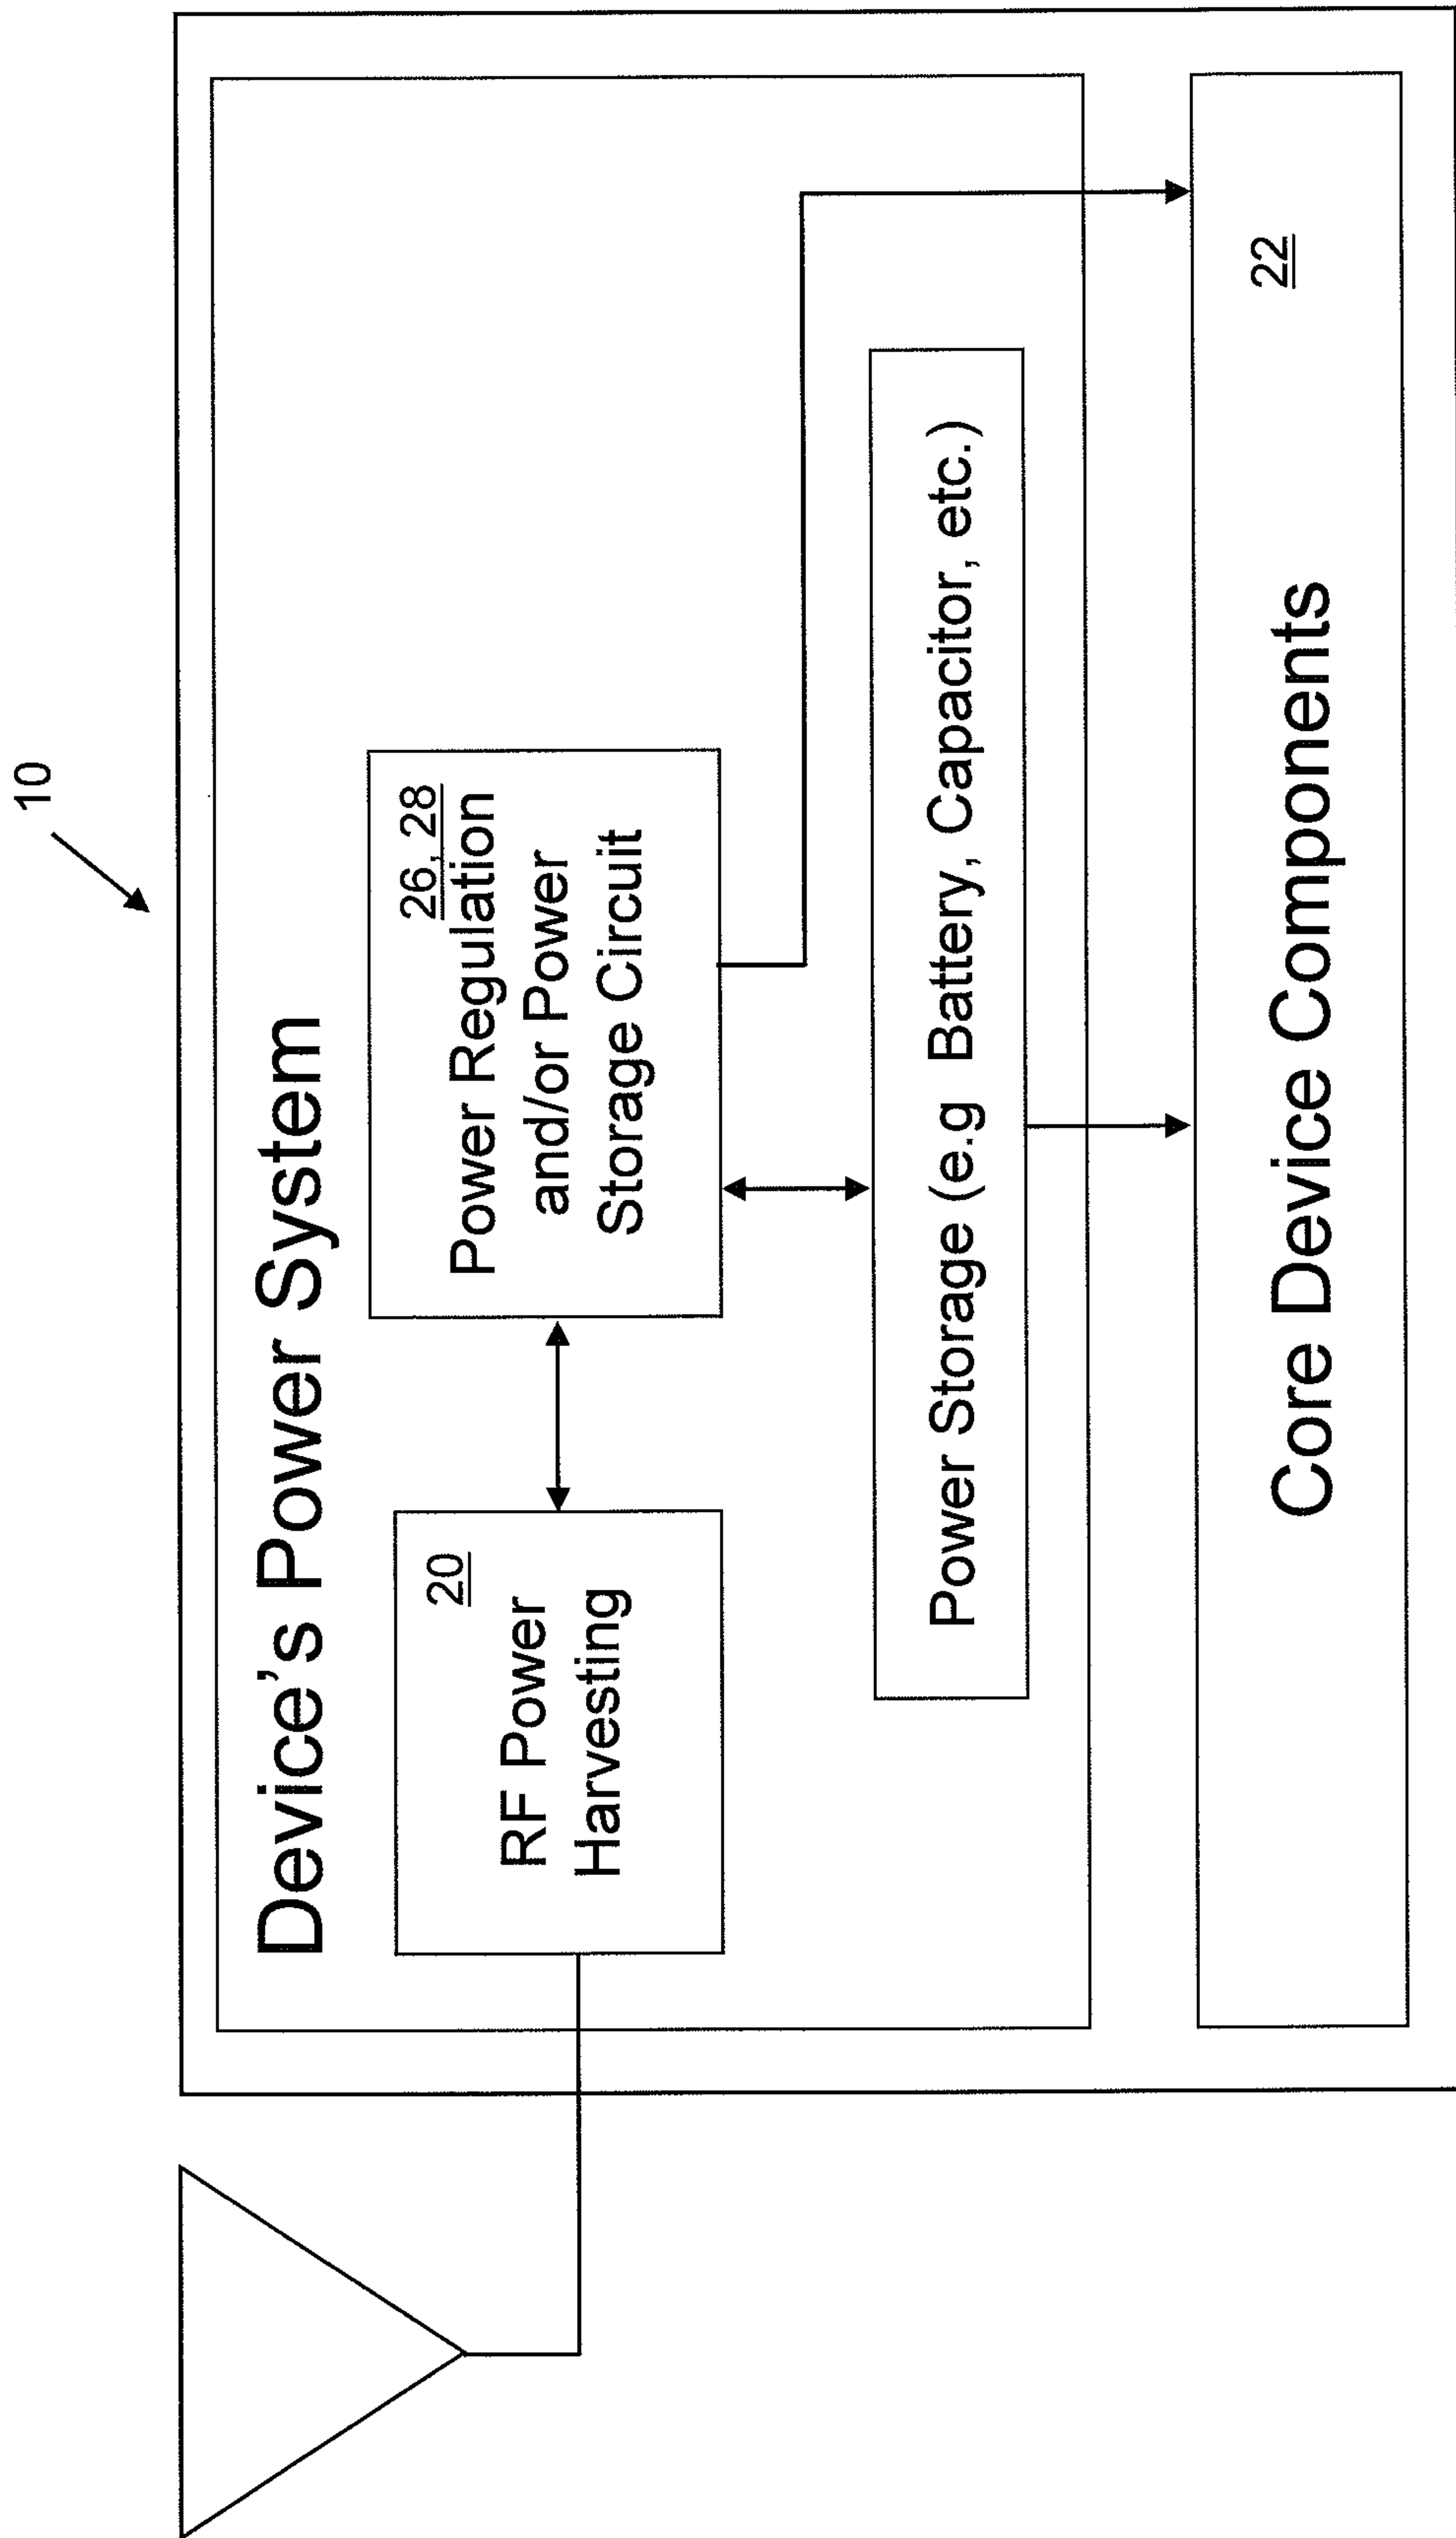 10
Device's Power System
20
RF Power
Harvesting
26, 28
Power Regulation
and/or Power
Storage Circuit
Power Storage (e.g Battery, Capacitor, etc.)
22
Core Device Components